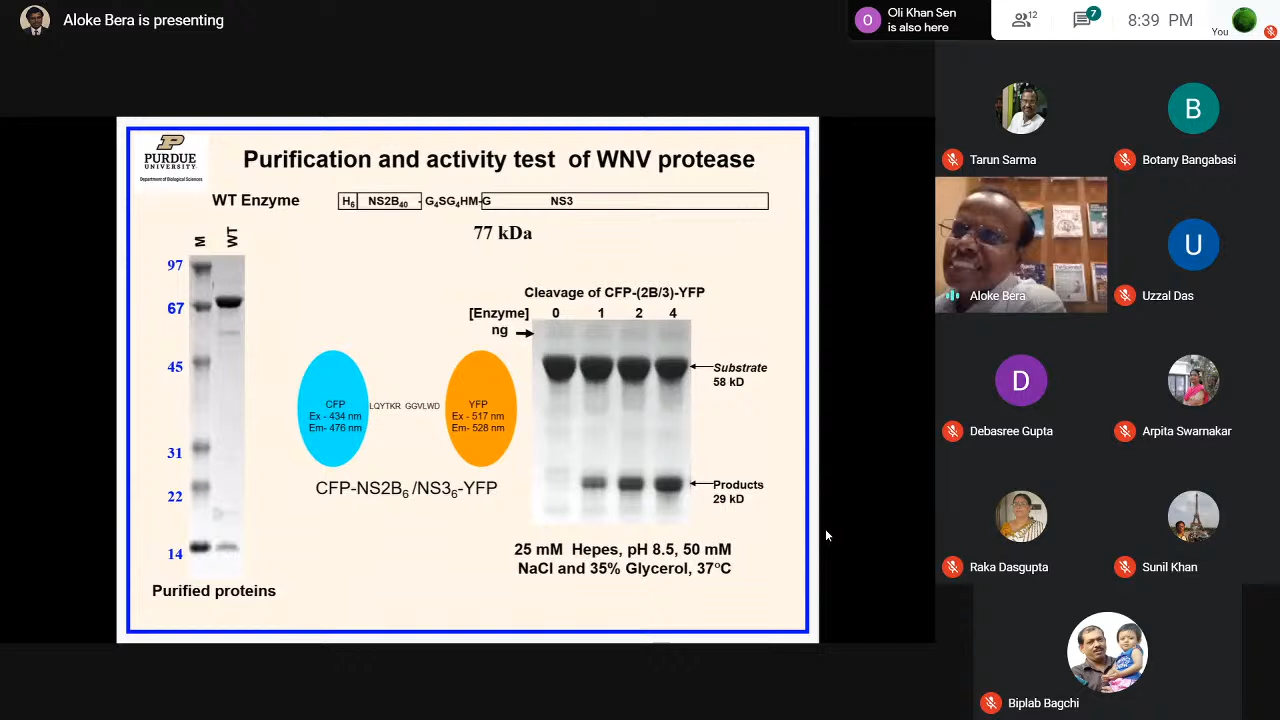 Aloke Bera is presenting
O
Oli Khan Sen
is also here
12
7
8:39 PM
You
PURDUE
UNIVERSITY
Department of Biological Sciences
Purification and activity test of WNV protease
WT Enzyme
H6 NS2B40 - G4SG4HM-G NS3
77 kDa
M WT
97
67
45
31
22
14
Purified proteins
Cleavage of CFP-(2B/3)-YFP
[Enzyme] 0 1 2 4
ng
Substrate
58 kD
Products
29 kD
CFP
Ex - 434 nm
Em- 476 nm
LQYTKR GGVLWD
YFP
Ex - 517 nm
Em- 528 nm
CFP-NS2B6 /NS36-YFP
25 mM Hepes, pH 8.5, 50 mM
NaCl and 35% Glycerol, 37°C
Tarun Sarma
B
Botany Bangabasi
Aloke Bera
U
Uzzal Das
D
Debasree Gupta
Arpita Swarnakar
Raka Dasgupta
Sunil Khan
Biplab Bagchi